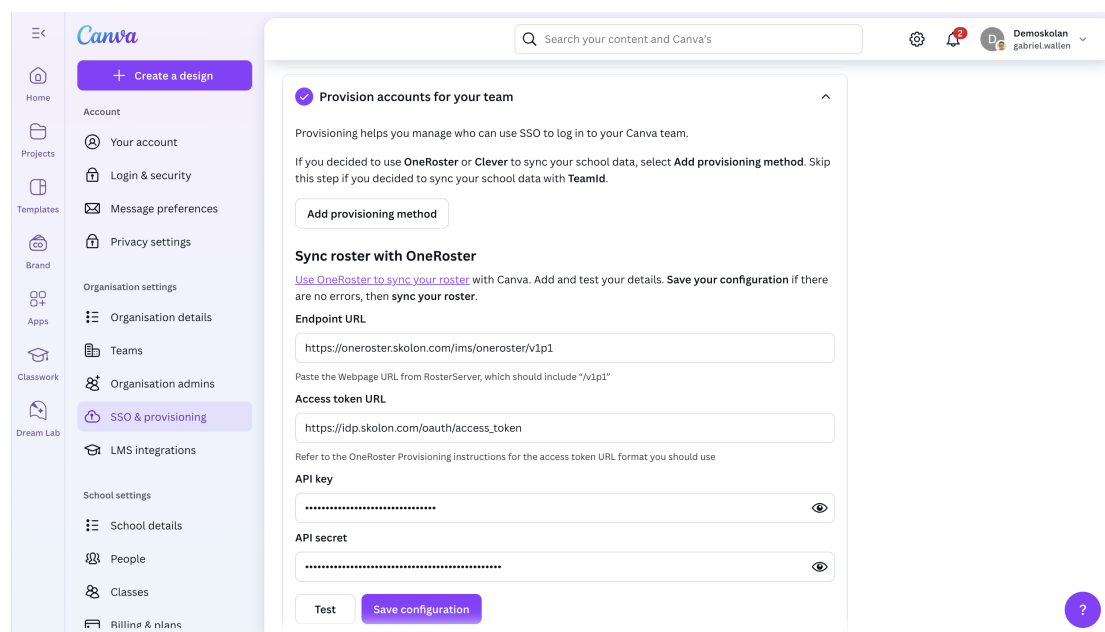 Canva
Search your content and Canva's
2
D
Demoskolan
gabriel.wallen
Home
Projects
Templates
CO
Brand
Apps
Classwork
Dream Lab
Create a design
Account
Your account
Login & security
Message preferences
Privacy settings
Organisation settings
Organisation details
Teams
Organisation admins
SSO & provisioning
LMS integrations
School settings
School details
People
Classes
Billing & plans
Provision accounts for your team
Provisioning helps you manage who can use SSO to log in to your Canva team.
If you decided to use OneRoster or Clever to sync your school data, select Add provisioning method. Skip
this step if you decided to sync your school data with TeamId.
Add provisioning method
Sync roster with OneRoster
Use OneRoster to sync your roster with Canva. Add and test your details. Save your configuration if there
are no errors, then sync your roster.
Endpoint URL
https://oneroster.skolon.com/ims/oneroster/v1p1
Paste the Webpage URL from RosterServer, which should include “/v1p1”
Access token URL
https://idp.skolon.com/oauth/access_token
Refer to the OneRoster Provisioning instructions for the access token URL format you should use
API key
API secret
Test
Save configuration
?